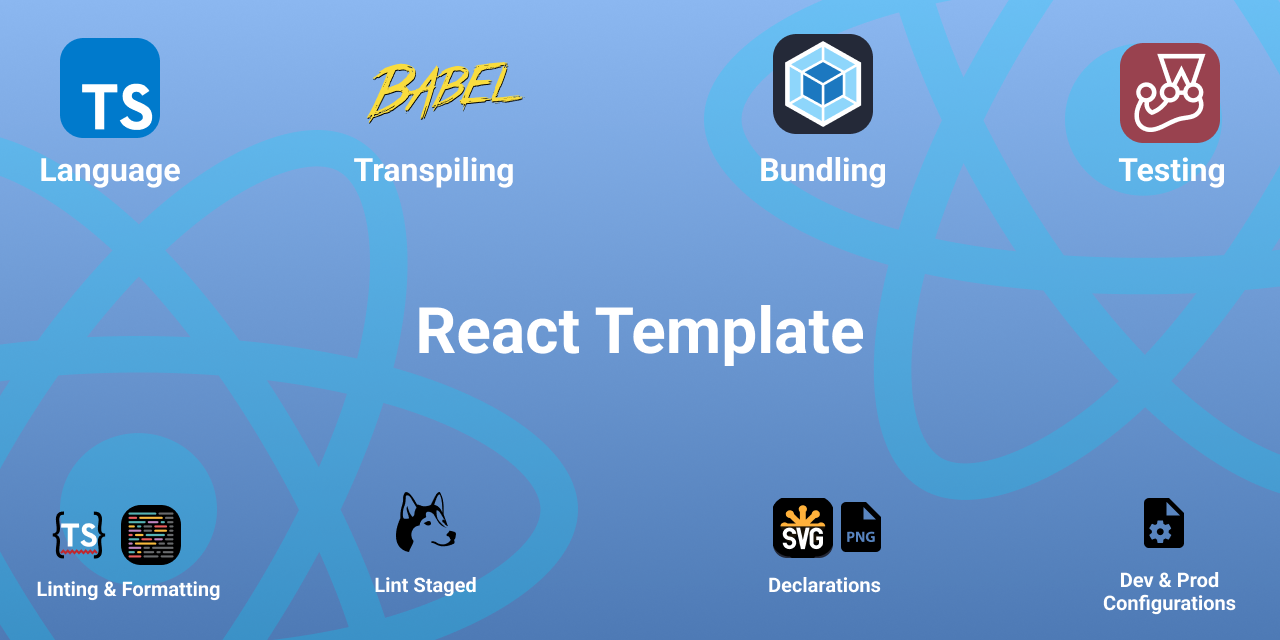 TS
BABEL
Language
Transpiling
Bundling
Testing
React Template
{TS}
SVG
PNG
Linting & Formatting
Lint Staged
Declarations
Dev & Prod
Configurations